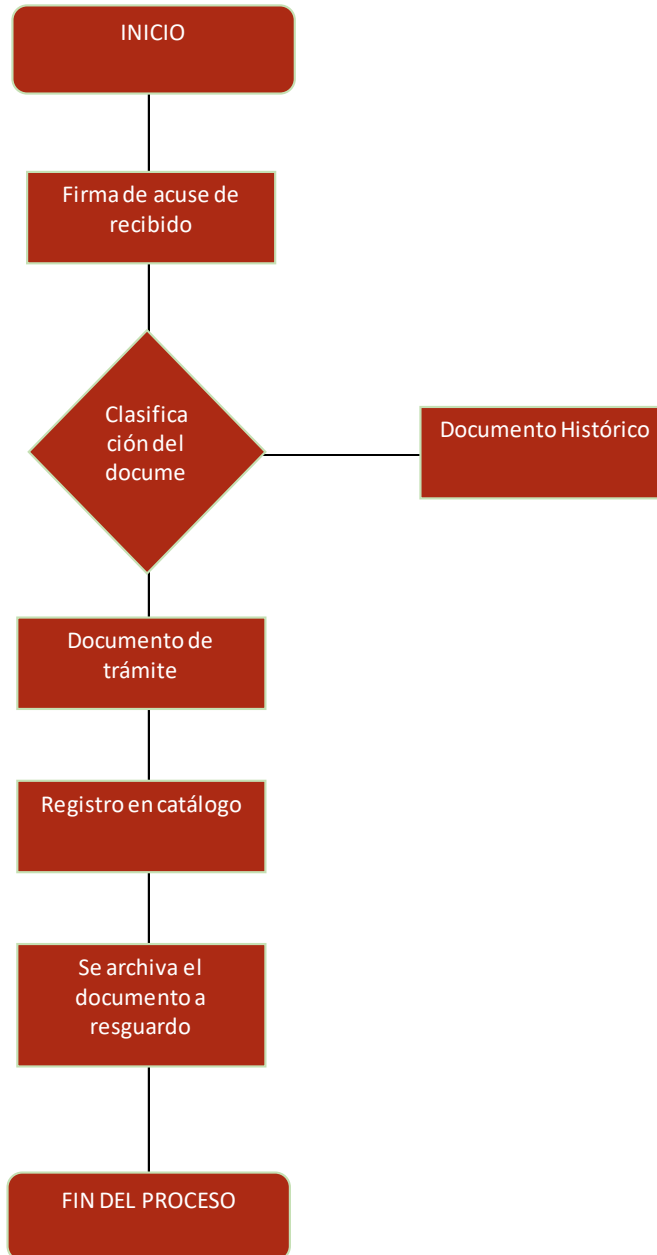 INICIO
Firma de acuse de
recibido
Clasifica
ción del
docume
Documento Histórico
Documento de
trámite
Registro en catálogo
Se archiva el
documento a
resguardo
FIN DEL PROCESO